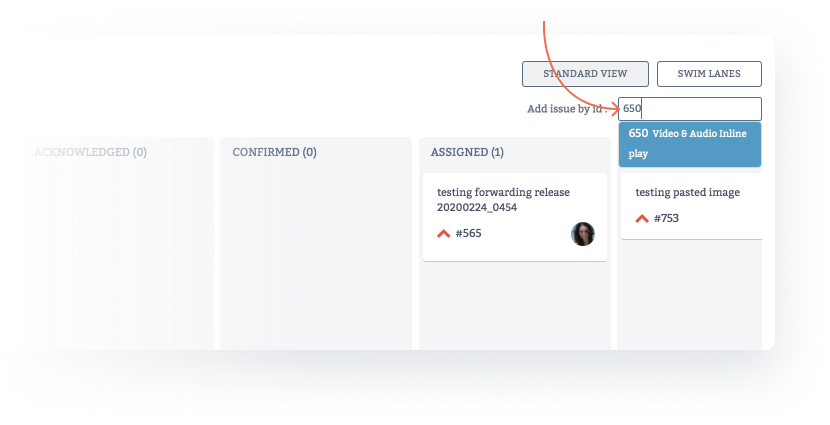 STANDARD VIEW
SWIM LANES
Add issue by id :
650
650 Video & Audio Inline
play
ACKNOWLEDGED (0)
CONFIRMED (0)
ASSIGNED (1)
testing forwarding release
20200224_0454
#565
testing pasted image
#753